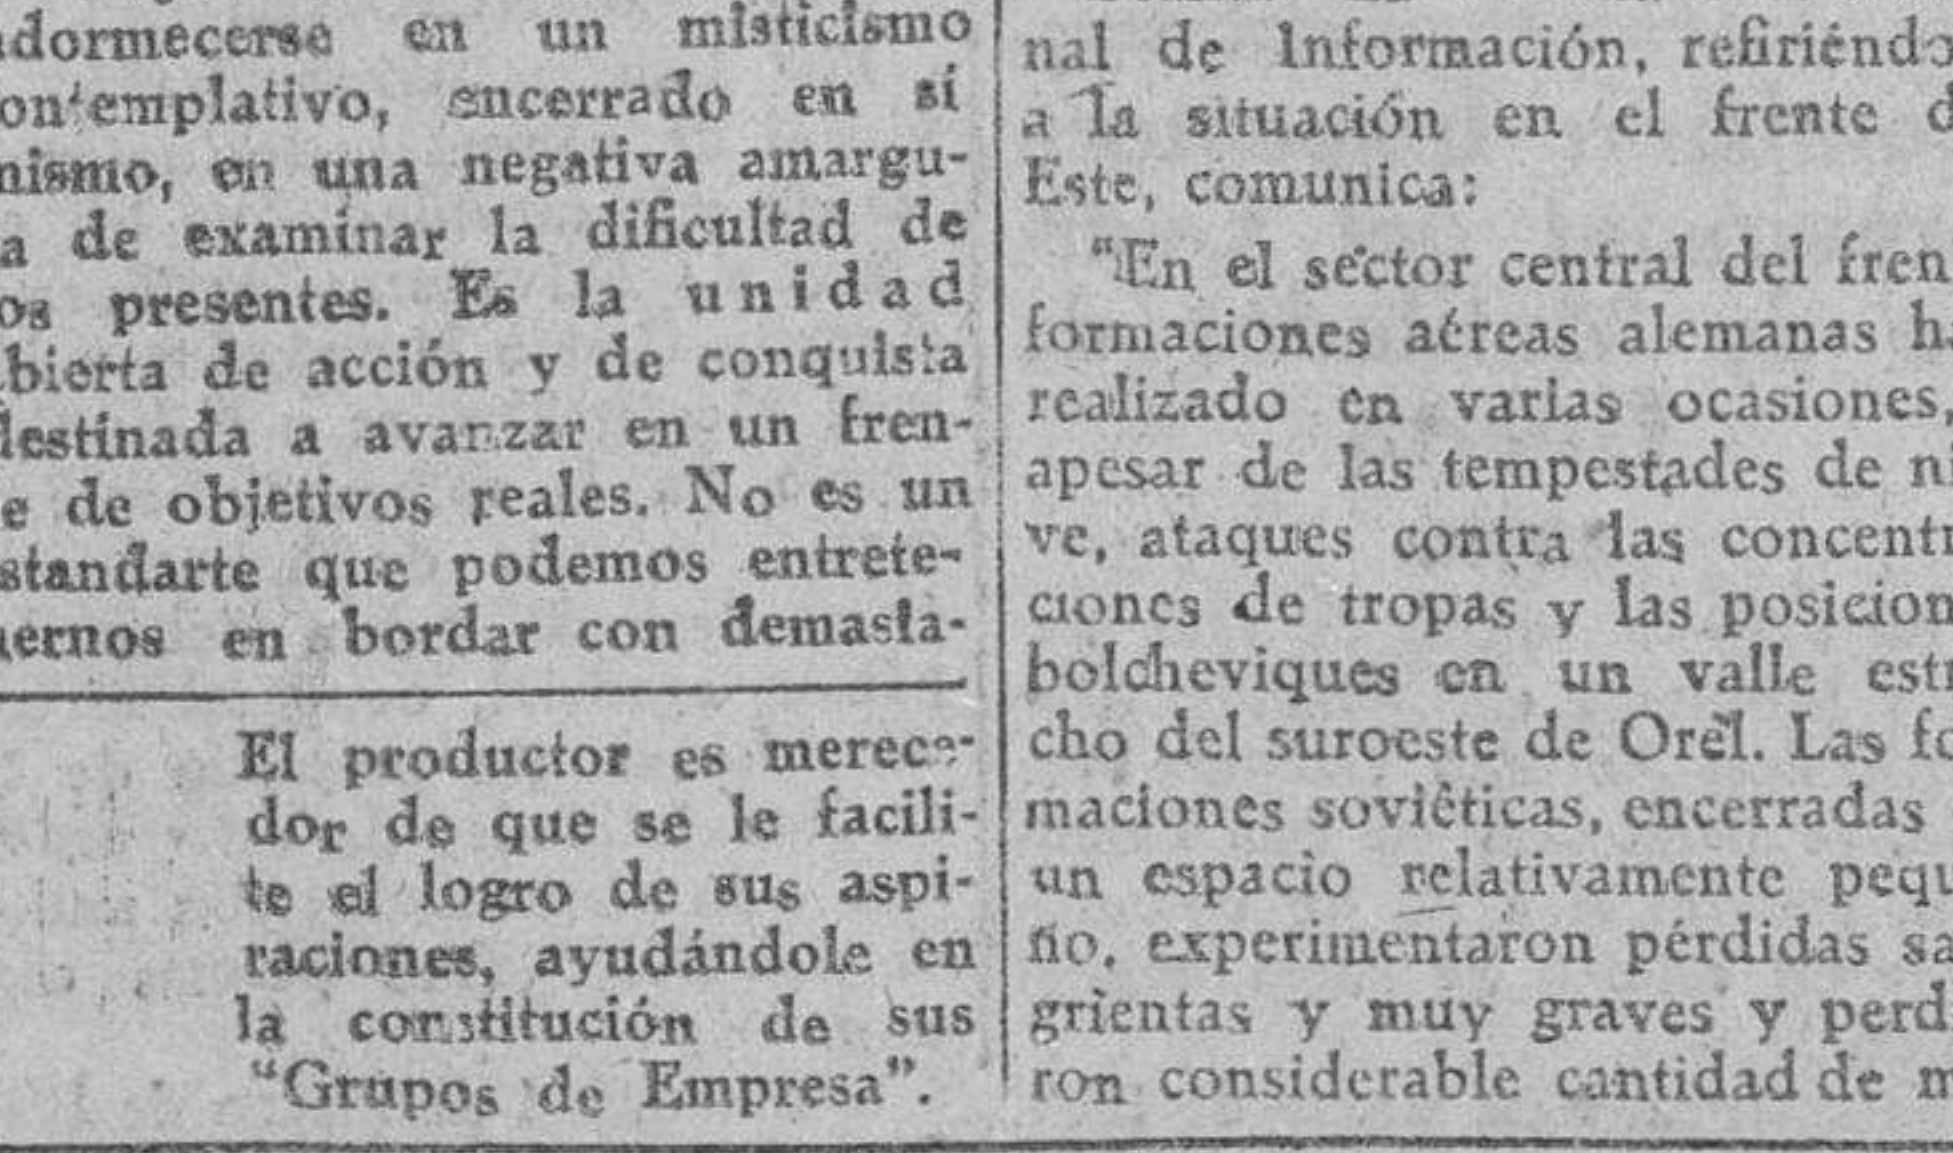 adormecerse en un misticismo
contemplativo, encerrado en sí
mismo, en una negativa amargu-
a de examinar la dificultad de
os presentes. Es la unidad
abierta de acción y de conquista
destinada a avanzar en un fren-
e de objetivos reales. No es un
standarte que podemos entrete-
nernos en bordar con demasia-
El productor es merece-
dor de que se le facili-
te el logro de sus aspi-
raciones, ayudándole en
la constitución de sus
“Grupos de Empresa”.
nal de Información, refiriéndo
a la situación en el frente d
Este, comunica:
“En el sector central del fren
formaciones aéreas alemanas ha
realizado en varias ocasiones,
apesar de las tempestades de ni
ve, ataques contra las concentr
ciones de tropas y las posicion
bolcheviques en un valle estr
cho del suroeste de Orel. Las fo
maciones soviéticas, encerradas
un espacio relativamente pequ
ño, experimentaron pérdidas sa
grientas y muy graves y perd
ron considerable cantidad de m